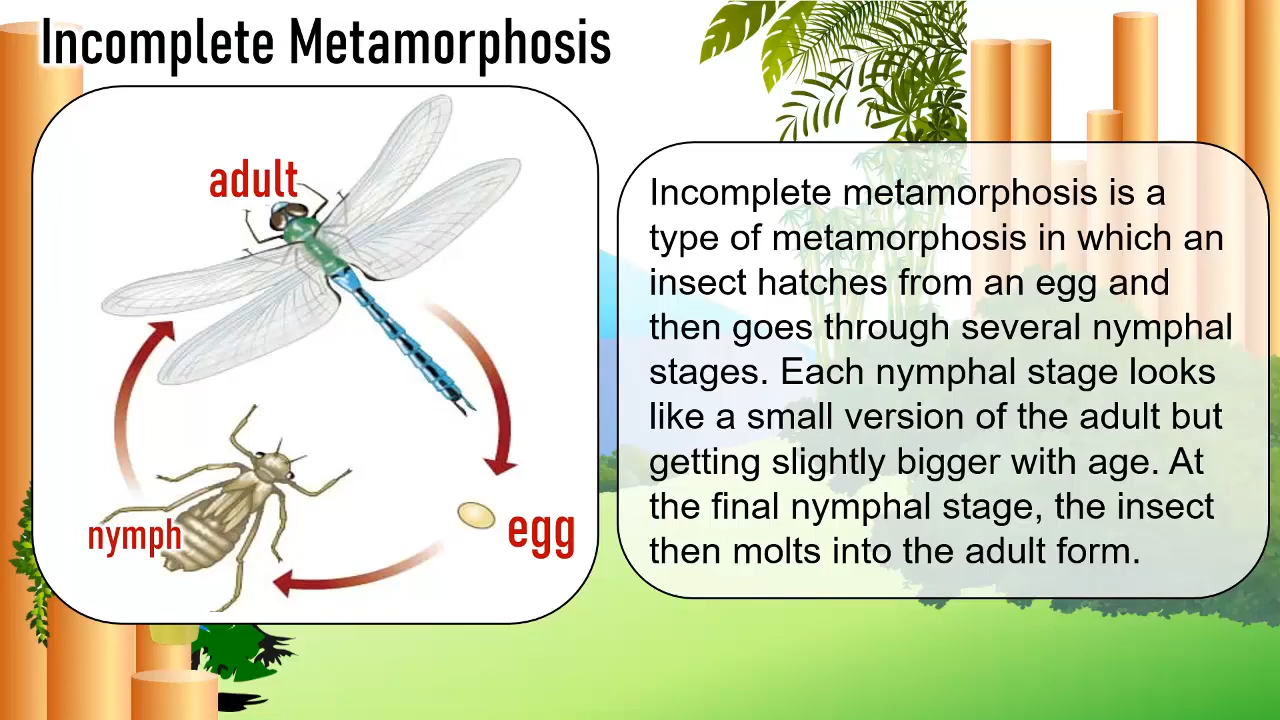 Incomplete Metamorphosis
adult
nymph
egg
Incomplete metamorphosis is a
type of metamorphosis in which an
insect hatches from an egg and
then goes through several nymphal
stages. Each nymphal stage looks
like a small version of the adult but
getting slightly bigger with age. At
the final nymphal stage, the insect
then molts into the adult form.